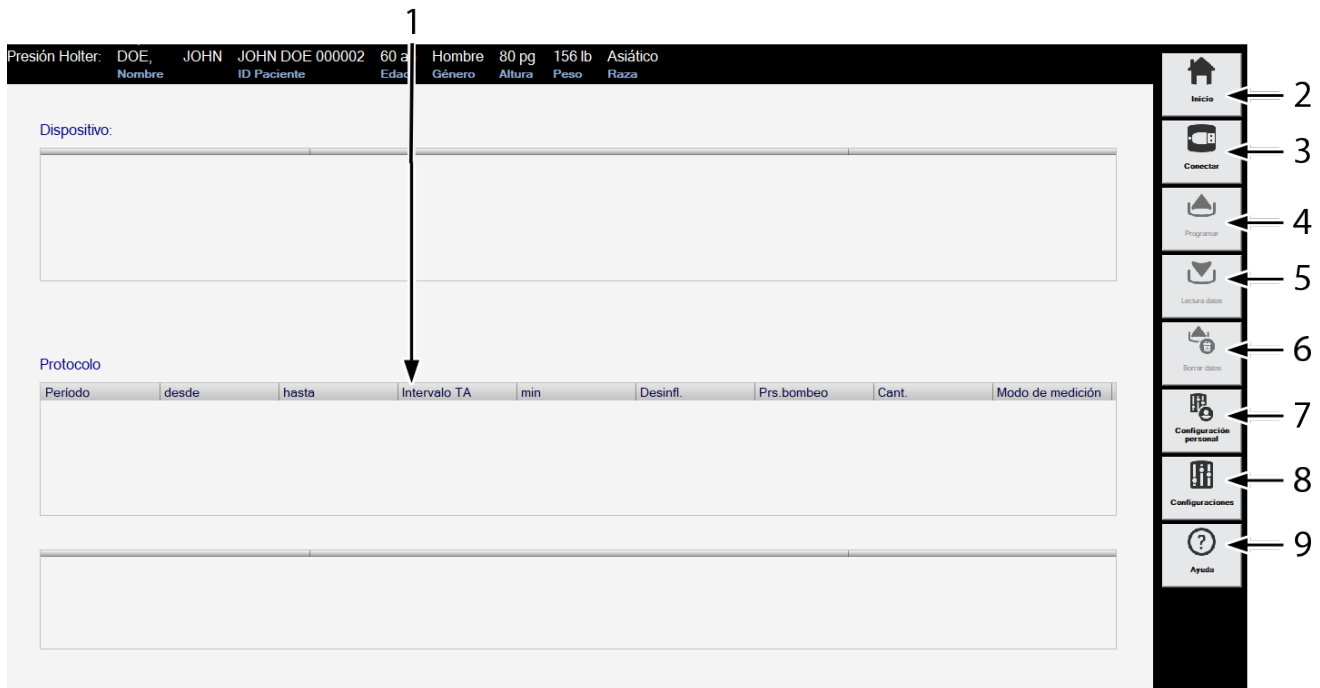 1
Presión Holter: DOE, JOHN JOHN DOE 000002 60 a Hombre 80 pg 156 lb Asiático
Nombre ID Paciente Edad Género Altura Peso Raza
Inicio
2
Dispositivo:
Conectar
3
Programar
4
Lectura datos
5
Borrar datos
6
Protocolo
Período desde hasta Intervalo TA min Desinfl. Prs.bombeo Cant. Modo de medición
Configuración
personal
7
Configuraciones
8
?
Ayuda
9